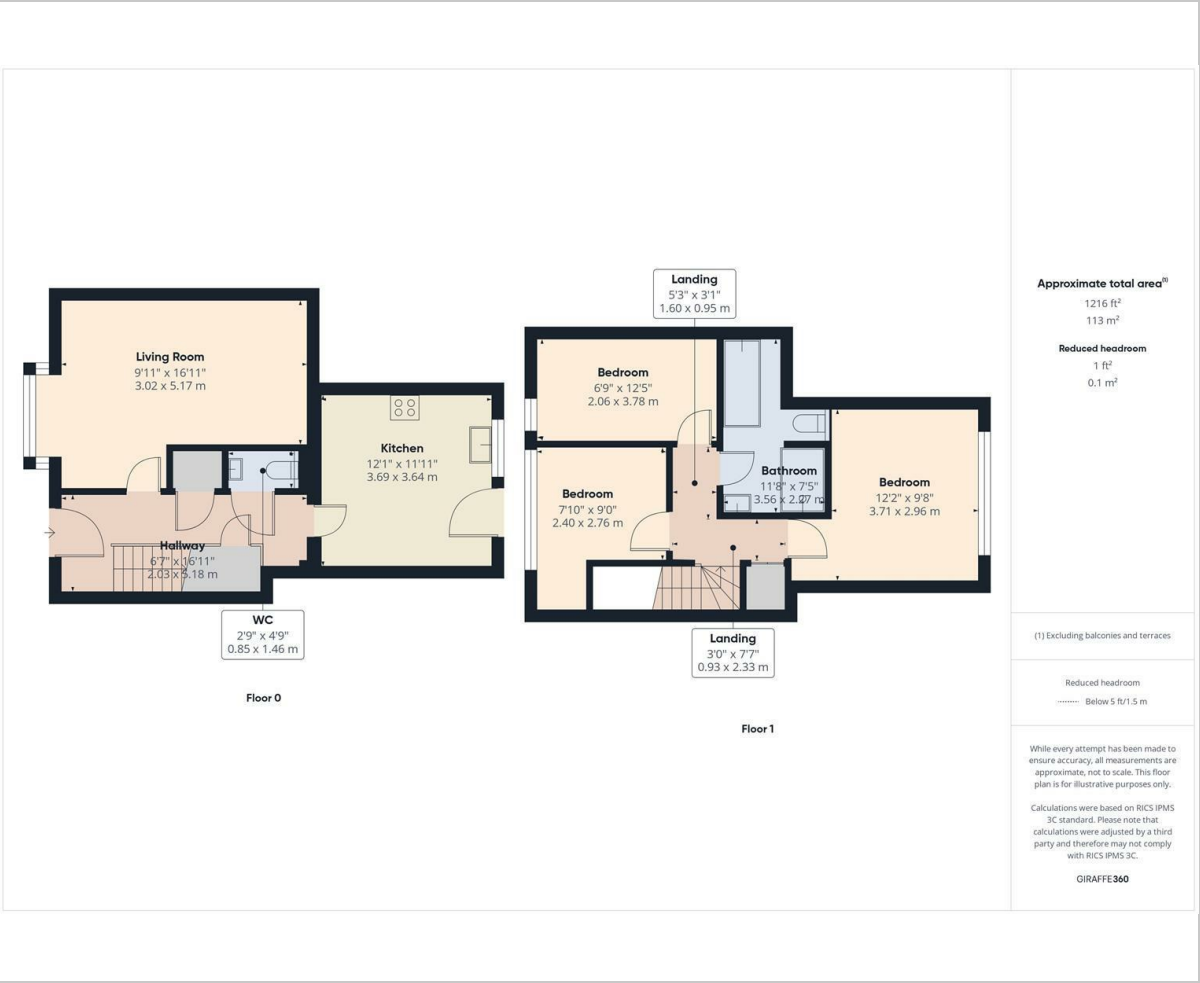 Living Room
9'11" x 16'11"
3.02 x 5.17 m
Kitchen
12'1" x 11'11"
3.69 x 3.64 m
Hallway
6'7" x 16'11"
2.03 x 5.18 m
WC
2'9" x 4'9"
0.85 x 1.46 m
Floor 0
Landing
5'3" x 3'1"
1.60 x 0.95 m
Bedroom
6'9" x 12'5"
2.06 x 3.78 m
Bedroom
7'10" x 9'0"
2.40 x 2.76 m
Bathroom
11'8" x 7'5"
3.56 x 2.27 m
Bedroom
12'2" x 9'8"
3.71 x 2.96 m
Landing
3'0" x 7'7"
0.93 x 2.33 m
Floor 1
Approximate total area(1)
1216 ft²
113 m²
Reduced headroom
1 ft²
0.1 m²
(1) Excluding balconies and terraces
Reduced headroom
Below 5 ft/1.5 m
While every attempt has been made to
ensure accuracy, all measurements are
approximate, not to scale. This floor
plan is for illustrative purposes only.
Calculations were based on RICS IPMS
3C standard. Please note that
calculations were adjusted by a third
party and therefore may not comply
with RICS IPMS 3C.
GIRAFFE360